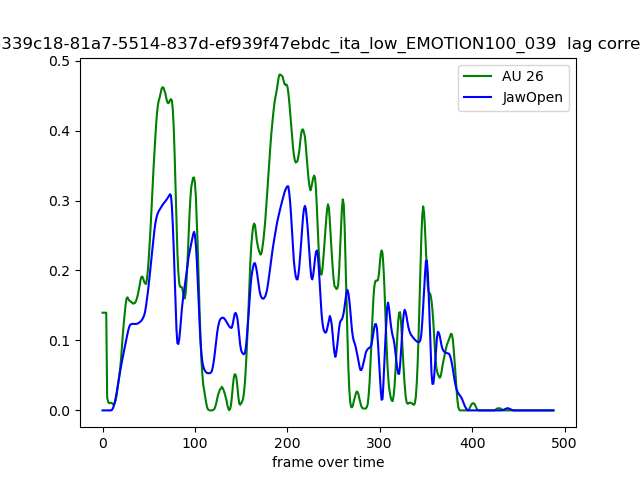 339c18-81a7-5514-837d-ef939f47ebdc_ita_low_EMOTION100_039 lag corre
AU 26
JawOpen
0.5
0.4
0.3
0.2
0.1
0.0
0 100 200 300 400 500
frame over time